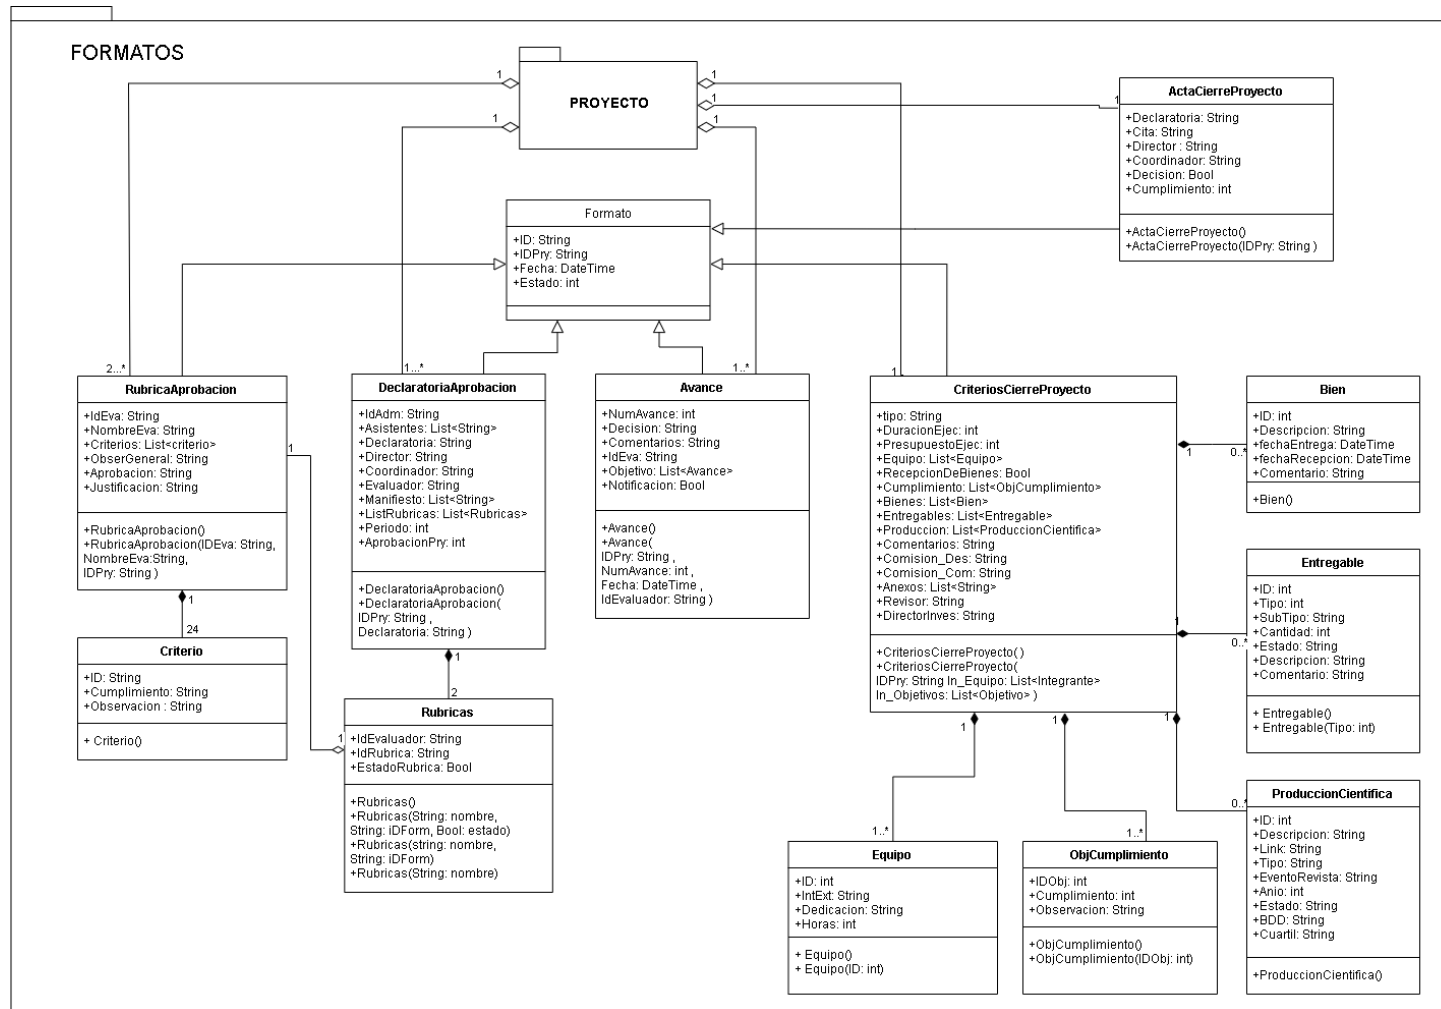 FORMATOS
PROYECTO
1
1
1
1
1
ActaCierreProyecto
1
+Declaratoria: String
+Cita: String
+Director : String
+Coordinador: String
+Decision: Bool
+Cumplimiento: int
+ActaCierreProyecto()
+ActaCierreProyecto(IDPry: String )
Formato
+ID: String
+IDPry: String
+Fecha: DateTime
+Estado: int
2...*
RubricaAprobacion
+IdEva: String
+NombreEva: String
+Criterios: List<criterio>
+ObserGeneral: String
+Aprobacion: String
+Justificacion: String
+RubricaAprobacion()
+RubricaAprobacion(IDEva: String,
NombreEva:String,
IDPry: String )
1
1
24
Criterio
+ID: String
+Cumplimiento: String
+Observacion : String
+ Criterio()
1...*
DeclaratoriaAprobacion
+IdAdm: String
+Asistentes: List<String>
+Declaratoria: String
+Director: String
+Coordinador: String
+Evaluador: String
+Manifiesto: List<String>
+ListRubricas: List<Rubricas>
+Periodo: int
+AprobacionPry: int
+DeclaratoriaAprobacion()
+DeclaratoriaAprobacion(
IDPry: String ,
Declaratoria: String )
1
2
Rubricas
1
+IdEvaluador: String
+IdRubrica: String
+EstadoRubrica: Bool
+Rubricas()
+Rubricas(String: nombre,
String: iDForm, Bool: estado)
+Rubricas(string: nombre,
String: iDForm)
+Rubricas(String: nombre)
1..*
Avance
+NumAvance: int
+Decision: String
+Comentarios: String
+IdEva: String
+Objetivo: List<Avance>
+Notificacion: Bool
+Avance()
+Avance(
IDPry: String ,
NumAvance: int ,
Fecha: DateTime ,
IdEvaluador: String )
CriteriosCierreProyecto
+tipo: String
+DuracionEjec: int
+PresupuestoEjec: int
+Equipo: List<Equipo>
+RecepcionDeBienes: Bool
+Cumplimiento: List<ObjCumplimiento>
+Bienes: List<Bien>
+Entregables: List<Entregable>
+Produccion: List<ProduccionCientifica>
+Comentarios: String
+Comision_Des: String
+Comision_Com: String
+Anexos: List<String>
+Revisor: String
+DirectorInves: String
+CriteriosCierreProyecto()
+CriteriosCierreProyecto(
IDPry: String In_Equipo: List<Integrante>
In_Objetivos: List<Objetivo> )
1
0..*
Bien
+ID: int
+Descripcion: String
+fechaEntrega: DateTime
+fechaRecepcion: DateTime
+Comentario: String
+Bien()
1
0..*
Entregable
+ID: int
+Tipo: int
+SubTipo: String
+Cantidad: int
+Estado: String
+Descripcion: String
+Comentario: String
+ Entregable()
+ Entregable(Tipo: int)
1
1
1
1..*
Equipo
+ID: int
+IntExt: String
+Dedicacion: String
+Horas: int
+ Equipo()
+ Equipo(ID: int)
1..*
ObjCumplimiento
+IDObj: int
+Cumplimiento: int
+Observacion: String
+ObjCumplimiento()
+ObjCumplimiento(IDObj: int)
0..*
ProduccionCientifica
+ID: int
+Descripcion: String
+Link: String
+Tipo: String
+EventoRevista: String
+Anio: int
+Estado: String
+BDD: String
+Cuartil: String
+ProduccionCientifica()